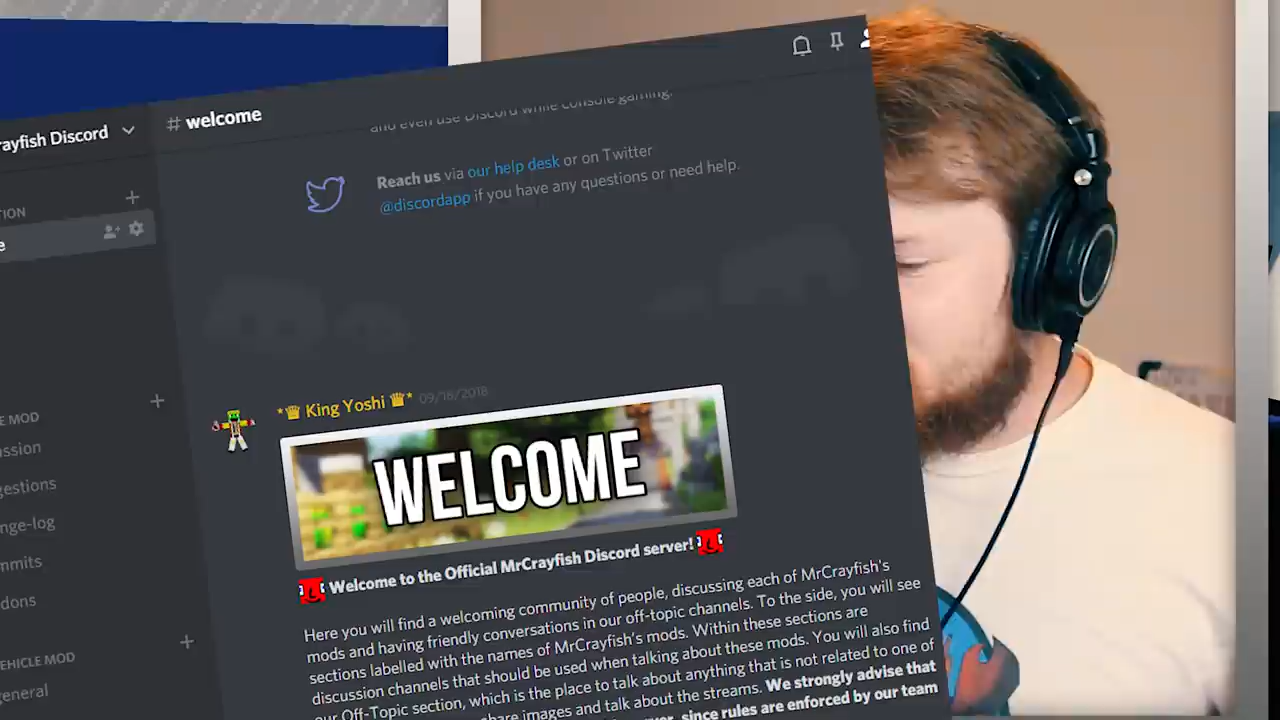 rayfish Discord
# welcome
and even use Discord while console gaming.
Reach us via our help desk or on Twitter
@discordapp if you have any questions or need help.
TION
e
*♛ King Yoshi ♛* 09/18/2018
WELCOME
Welcome to the Official MrCrayfish Discord server!
Here you will find a welcoming community of people, discussing each of MrCrayfish's
mods and having friendly conversations in our off-topic channels. To the side, you will see
sections labelled with the names of MrCrayfish's mods. Within these sections are
discussion channels that should be used when talking about these mods. You will also find
our Off-Topic section, which is the place to talk about anything that is not related to one of
share images and talk about the streams. We strongly advise that
since rules are enforced by our team
E MOD
ssion
gestions
nge-log
mmits
dons
EHICLE MOD
general